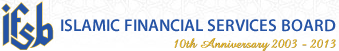 ifsb ISLAMIC FINANCIAL SERVICES BOARD
10th Anniversary 2003 - 2013